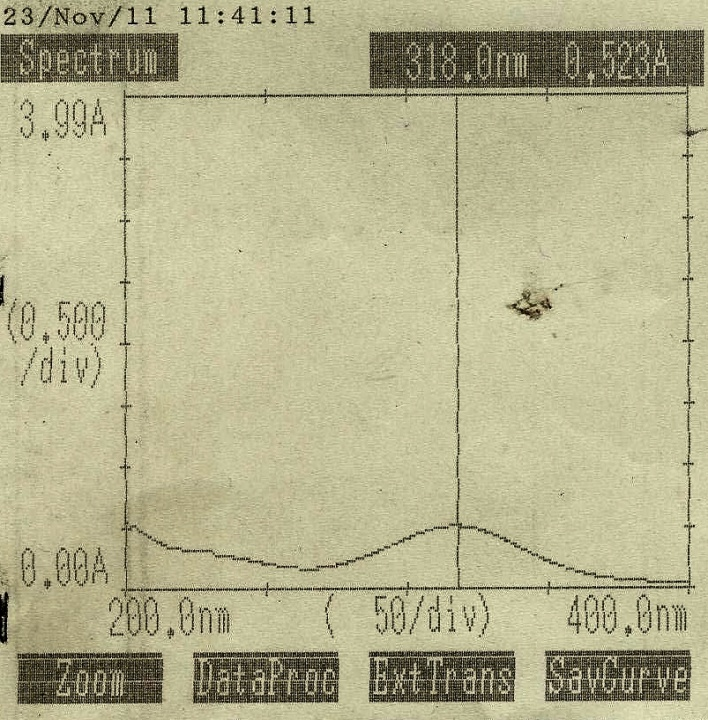 23/Nov/11 11:41:11
Spectrum 318.0nm 0.523A
3.99A
(0.500
/div)
0.00A
200.0nm ( 50/div) 400.0nm
Zoom DataProc ExtTrans SavCurve